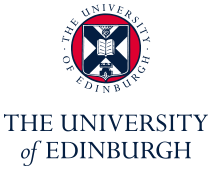 · THE · UNIVERSITY ·
OF EDINBURGH
THE UNIVERSITY
of EDINBURGH